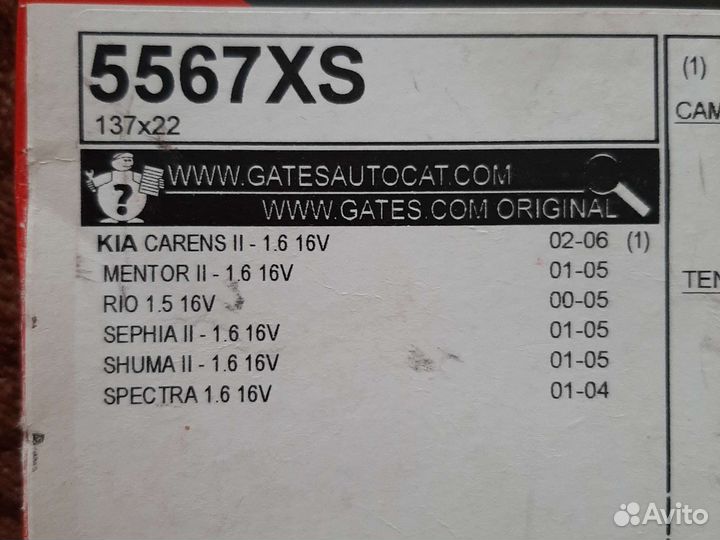 5567XS
137x22
(1)
CAM
?
WWW.GATESAUTOCAT.COM
WWW.GATES.COM ORIGINAL
KIA CARENS II - 1.6 16V 02-06 (1)
MENTOR II - 1.6 16V 01-05
RIO 1.5 16V 00-05
SEPHIA II - 1.6 16V 01-05
SHUMA II - 1.6 16V 01-05
SPECTRA 1.6 16V 01-04
TEN
Avito